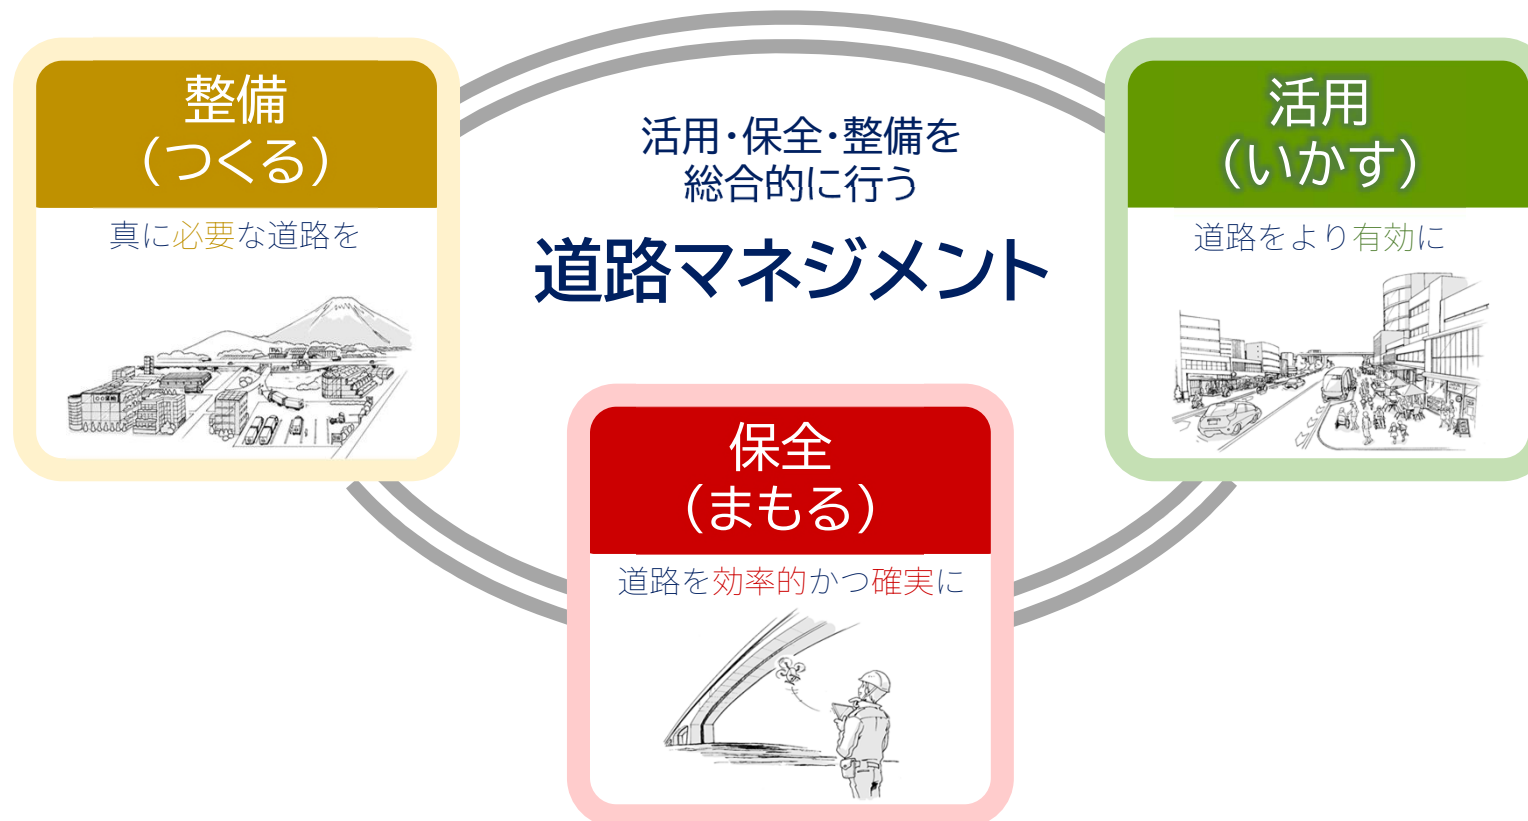 整備
（つくる）
真に必要な道路を
活用・保全・整備を
総合的に行う
道路マネジメント
活用
（いかす）
道路をより有効に
保全
（まもる）
道路を効率的かつ確実に